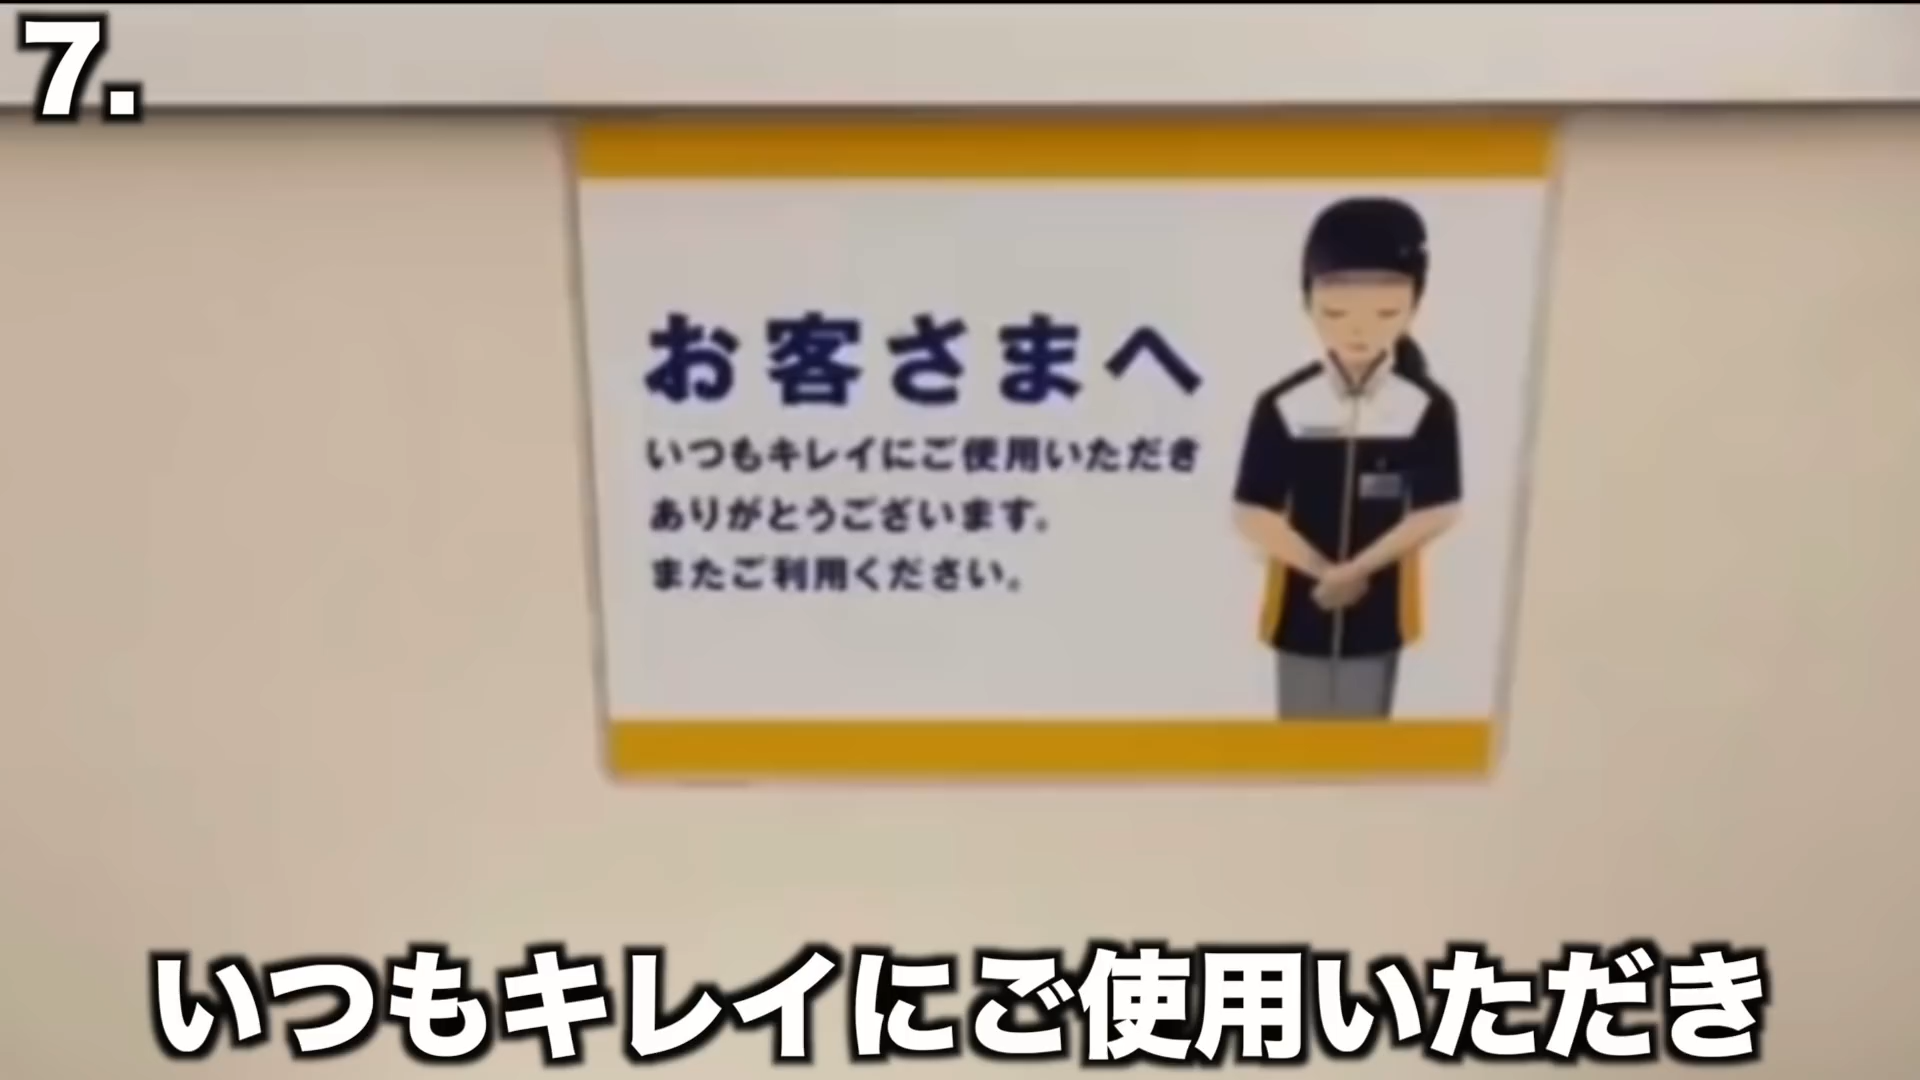 7.
お客さまへ
いつもキレイにご使用いただき
ありがとうございます。
またご利用ください。
いつもキレイにご使用いただき